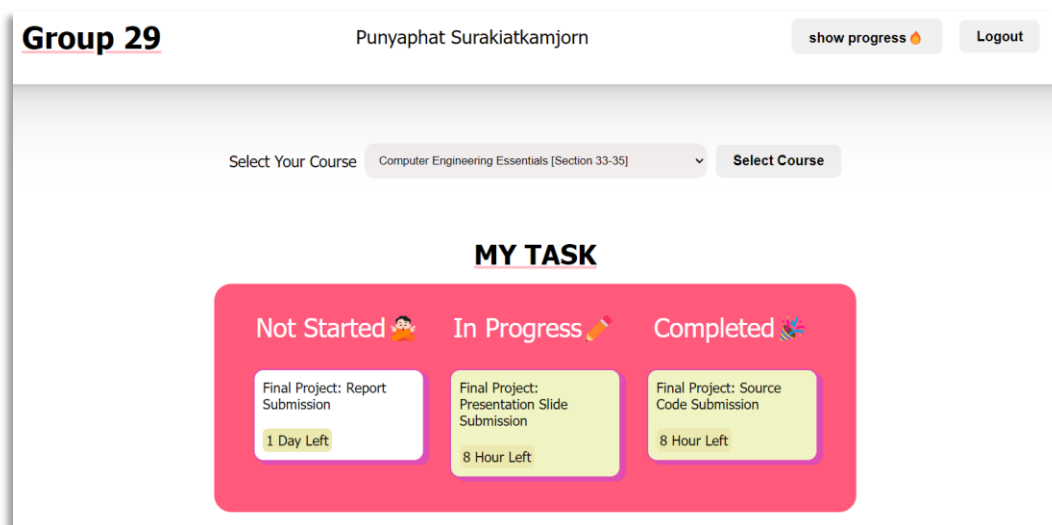 Group 29
Punyaphat Surakiatkamjorn
show progress🔥
Logout
Select Your Course
Computer Engineering Essentials [Section 33-35]
Select Course
MY TASK
Not Started🤷
In Progress✏️
Completed🎉
Final Project: Report
Submission
1 Day Left
Final Project:
Presentation Slide
Submission
8 Hour Left
Final Project: Source
Code Submission
8 Hour Left